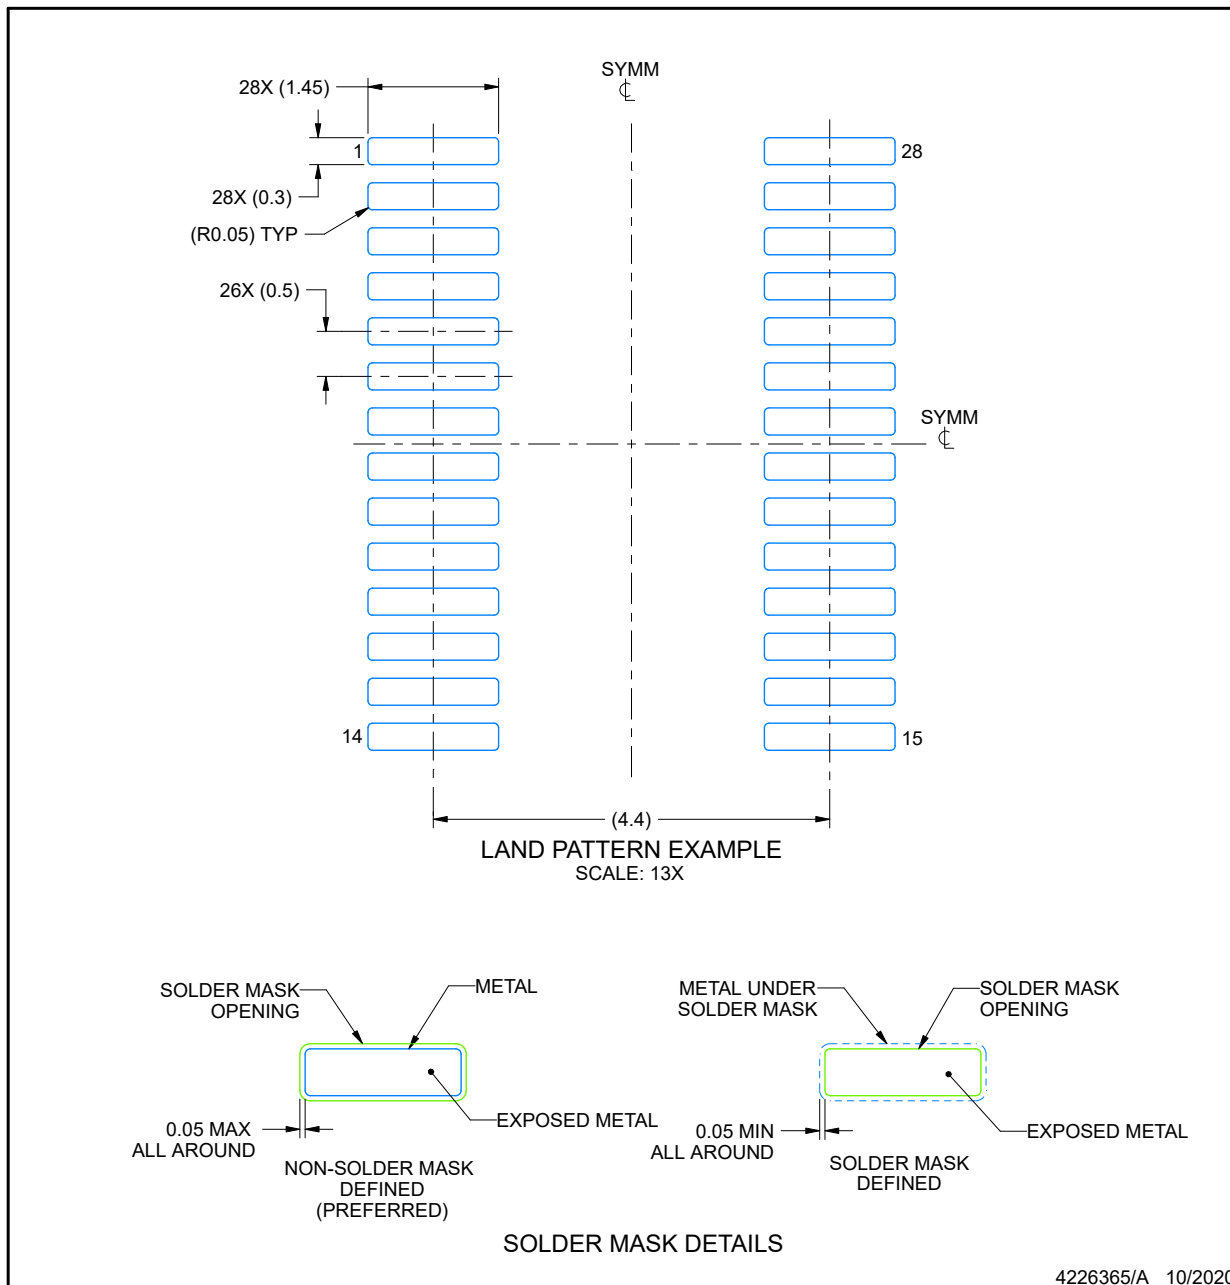 SYMM
℄
28X (1.45)
1
28
28X (0.3)
(R0.05) TYP
26X (0.5)
SYMM
℄
14
15
(4.4)
LAND PATTERN EXAMPLE
SCALE: 13X
SOLDER MASK
OPENING
METAL
EXPOSED METAL
0.05 MAX
ALL AROUND
NON-SOLDER MASK
DEFINED
(PREFERRED)
METAL UNDER
SOLDER MASK
SOLDER MASK
OPENING
EXPOSED METAL
0.05 MIN
ALL AROUND
SOLDER MASK
DEFINED
SOLDER MASK DETAILS
4226365/A 10/2020